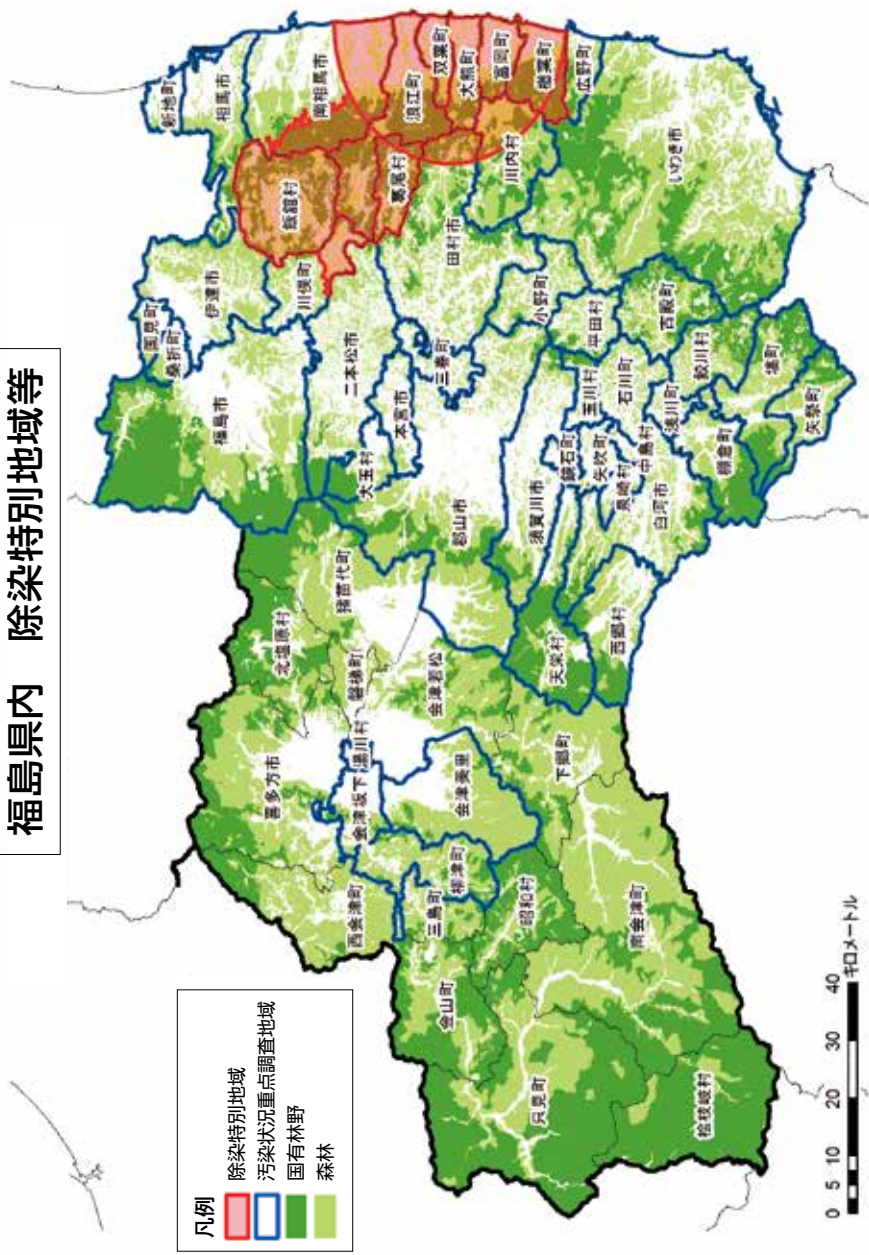 福島県内 除染特別地域等
凡例
除染特別地域
汚染状況重点調査地域
国有林野
森林
新地町
相馬市
南相馬市
国見町
桑折町
伊達市
飯舘村
浪江町
双葉町
大熊町
富岡町
楢葉町
広野町
福島市
川俣町
葛尾村
川内村
いわき市
二本松市
田村市
大玉村
本宮市
三春町
小野町
平田村
古殿町
郡山市
須賀川市
玉川村
石川町
鏡石町
矢吹町
浅川町
鮫川村
泉崎村
中島村
塙町
白河市
棚倉町
矢祭町
北塩原村
猪苗代町
磐梯町
天栄村
西郷村
喜多方市
湯川村
会津若松
会津坂下
会津美里
下郷町
西会津町
柳津町
三島町
昭和村
金山町
南会津町
只見町
桧枝岐村
0 5 10 20 30 40
キロメートル